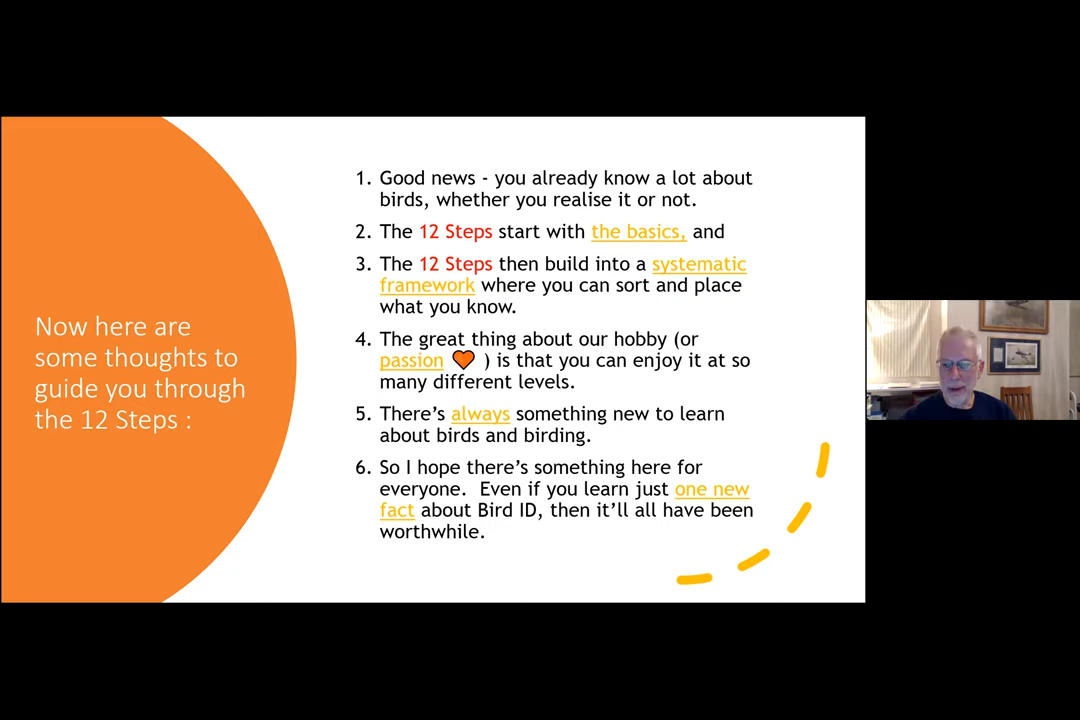 Now here are
some thoughts to
guide you through
the 12 Steps :
1. Good news - you already know a lot about
birds, whether you realise it or not.
2. The 12 Steps start with the basics, and
3. The 12 Steps then build into a systematic
framework where you can sort and place
what you know.
4. The great thing about our hobby (or
passion 🧡 ) is that you can enjoy it at so
many different levels.
5. There’s always something new to learn
about birds and birding.
6. So I hope there’s something here for
everyone. Even if you learn just one new
fact about Bird ID, then it’ll all have been
worthwhile.